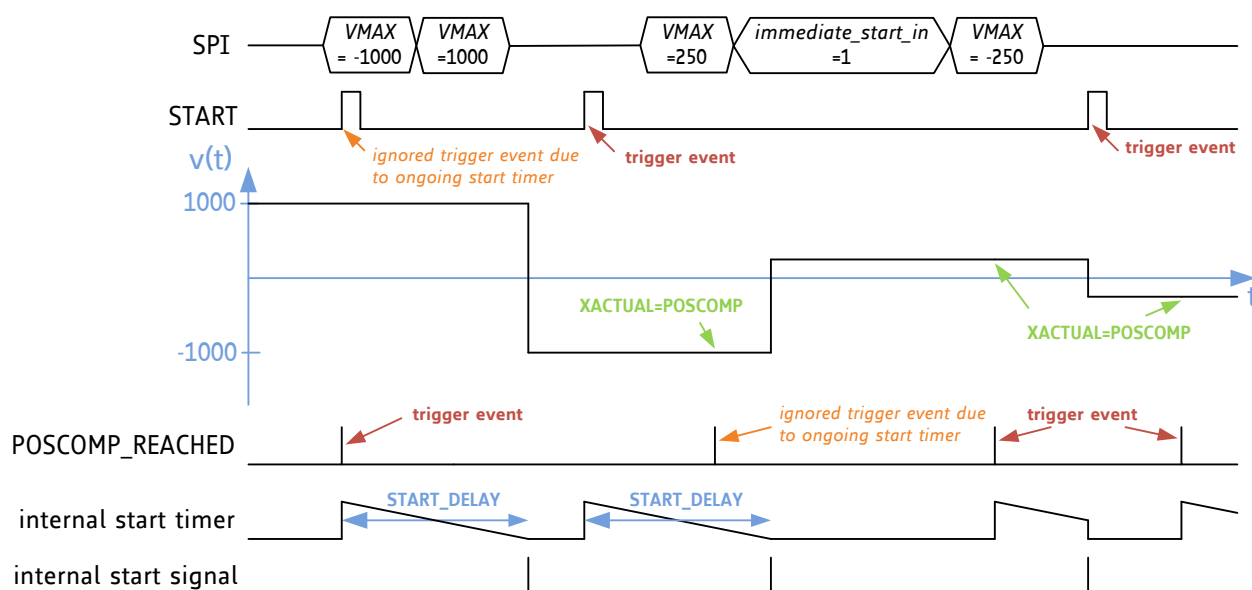 SPI
VMAX
= -1000
VMAX
=1000
VMAX
=250
immediate_start_in
=1
VMAX
= -250
START
ignored trigger event due
to ongoing start timer
trigger event
trigger event
v(t)
1000
XACTUAL=POSCOMP
t
XACTUAL=POSCOMP
-1000
trigger event
ignored trigger event due
to ongoing start timer
trigger event
POSCOMP_REACHED
START_DELAY
START_DELAY
internal start timer
internal start signal